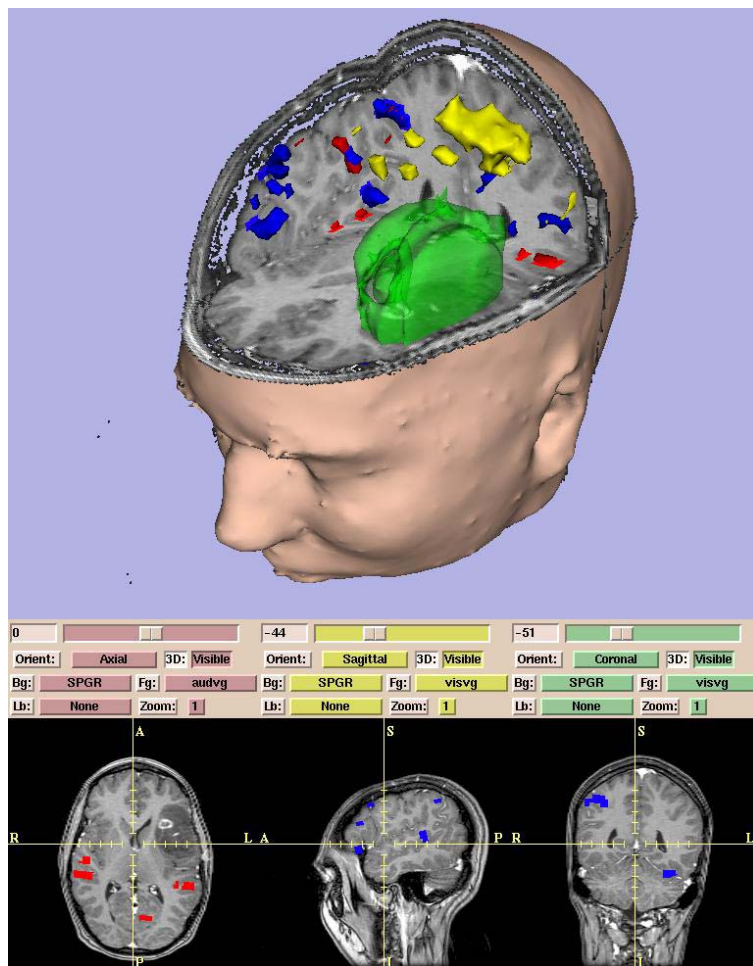 0 -44 -51
Orient: Axial 3D: Visible Orient: Sagittal 3D: Visible Orient: Coronal 3D: Visible
Bg: SPGR Fg: audvg Bg: SPGR Fg: visvg Bg: SPGR Fg: visvg
Lb: None Zoom: 1 Lb: None Zoom: 1 Lb: None Zoom: 1
A S S
R L A P R L
P I I